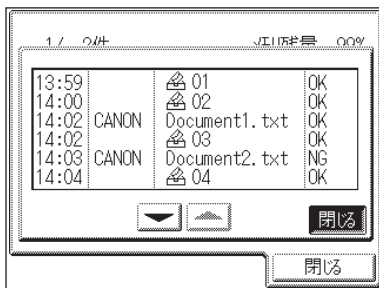 13:59 01 OK
14:00 02 OK
14:02 CANON Document1.txt OK
14:02 03 OK
14:03 CANON Document2.txt NG
14:04 04 OK
閉じる
閉じる